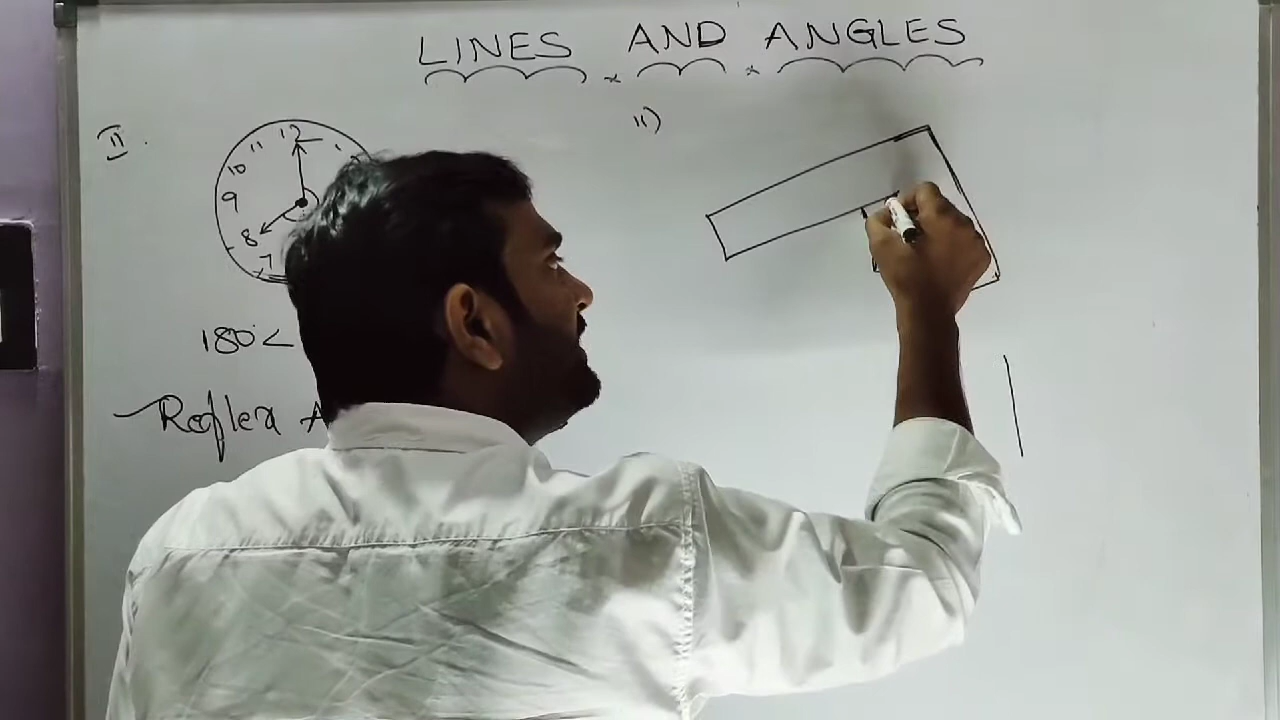 LINES AND ANGLES
II.
ii)
12
11
10
9
8
7
180° <
Reflex A